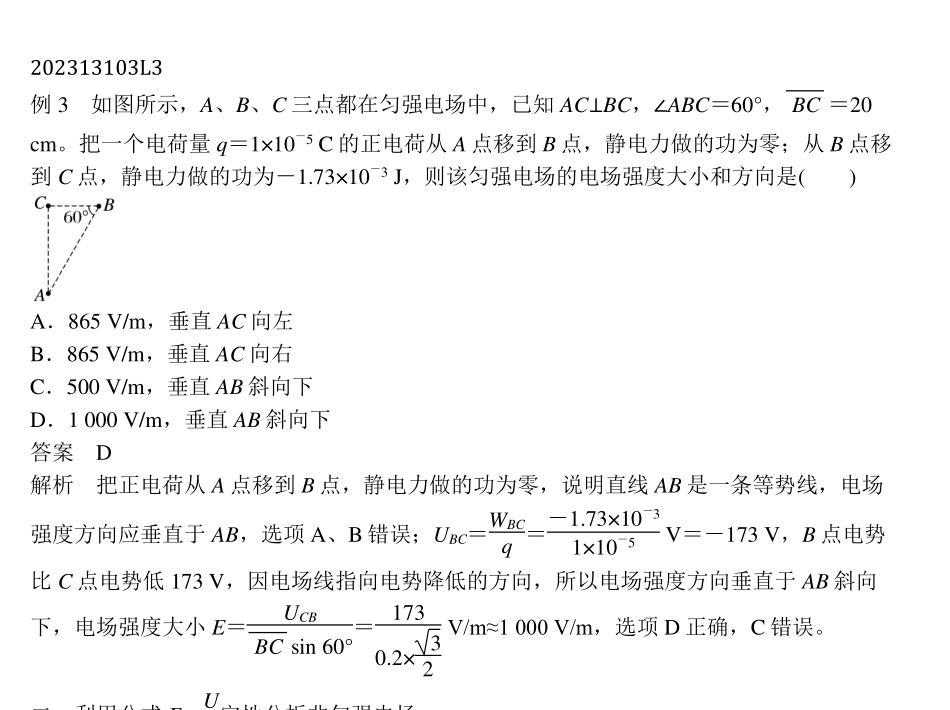 202313103L3
例 3 如图所示，A、B、C 三点都在匀强电场中，已知 AC⊥BC，∠ABC＝60°， \overline{BC} ＝20
cm。把一个电荷量 q＝1×10⁻⁵ C 的正电荷从 A 点移到 B 点，静电力做的功为零；从 B 点移
到 C 点，静电力做的功为－1.73×10⁻³ J，则该匀强电场的电场强度大小和方向是( )
C 60° B
A
A．865 V/m，垂直 AC 向左
B．865 V/m，垂直 AC 向右
C．500 V/m，垂直 AB 斜向下
D．1 000 V/m，垂直 AB 斜向下
答案 D
解析 把正电荷从 A 点移到 B 点，静电力做的功为零，说明直线 AB 是一条等势线，电场
强度方向应垂直于 AB，选项 A、B 错误；U_{BC}＝\frac{W_{BC}}{q}＝\frac{－1.73×10⁻³}{1×10⁻⁵} V＝－173 V，B 点电势
比 C 点电势低 173 V，因电场线指向电势降低的方向，所以电场强度方向垂直于 AB 斜向
下，电场强度大小 E＝\frac{U_{CB}}{\overline{BC} sin 60°}＝\frac{173}{0.2×\frac{\sqrt{3}}{2}} V/m≈1 000 V/m，选项 D 正确，C 错误。
U